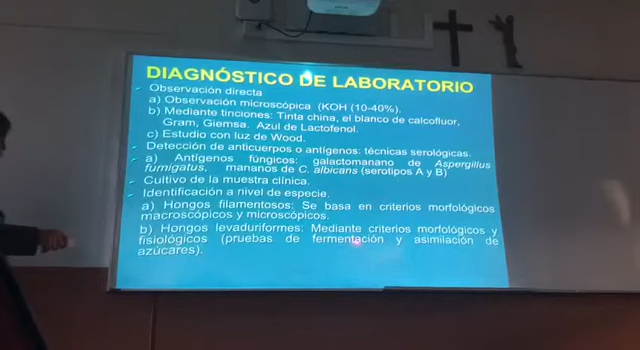 DIAGNÓSTICO DE LABORATORIO
Observación directa
a) Observación microscópica (KOH (10-40%).
b) Mediante tinciones: Tinta china, el blanco de calcofluor,
Gram, Giemsa. Azul de Lactofenol.
c) Estudio con luz de Wood.
Detección de anticuerpos o antígenos: técnicas serológicas.
a) Antígenos fúngicos: galactomanano de Aspergillus
fumigatus, mananos de C. albicans (serotipos A y B)
Cultivo de la muestra clínica.
Identificación a nivel de especie.
a) Hongos filamentosos: Se basa en criterios morfológicos
macroscópicos y microscópicos.
b) Hongos levaduriformes: Mediante criterios morfológicos y
fisiológicos (pruebas de fermentación y asimilación de
azúcares).